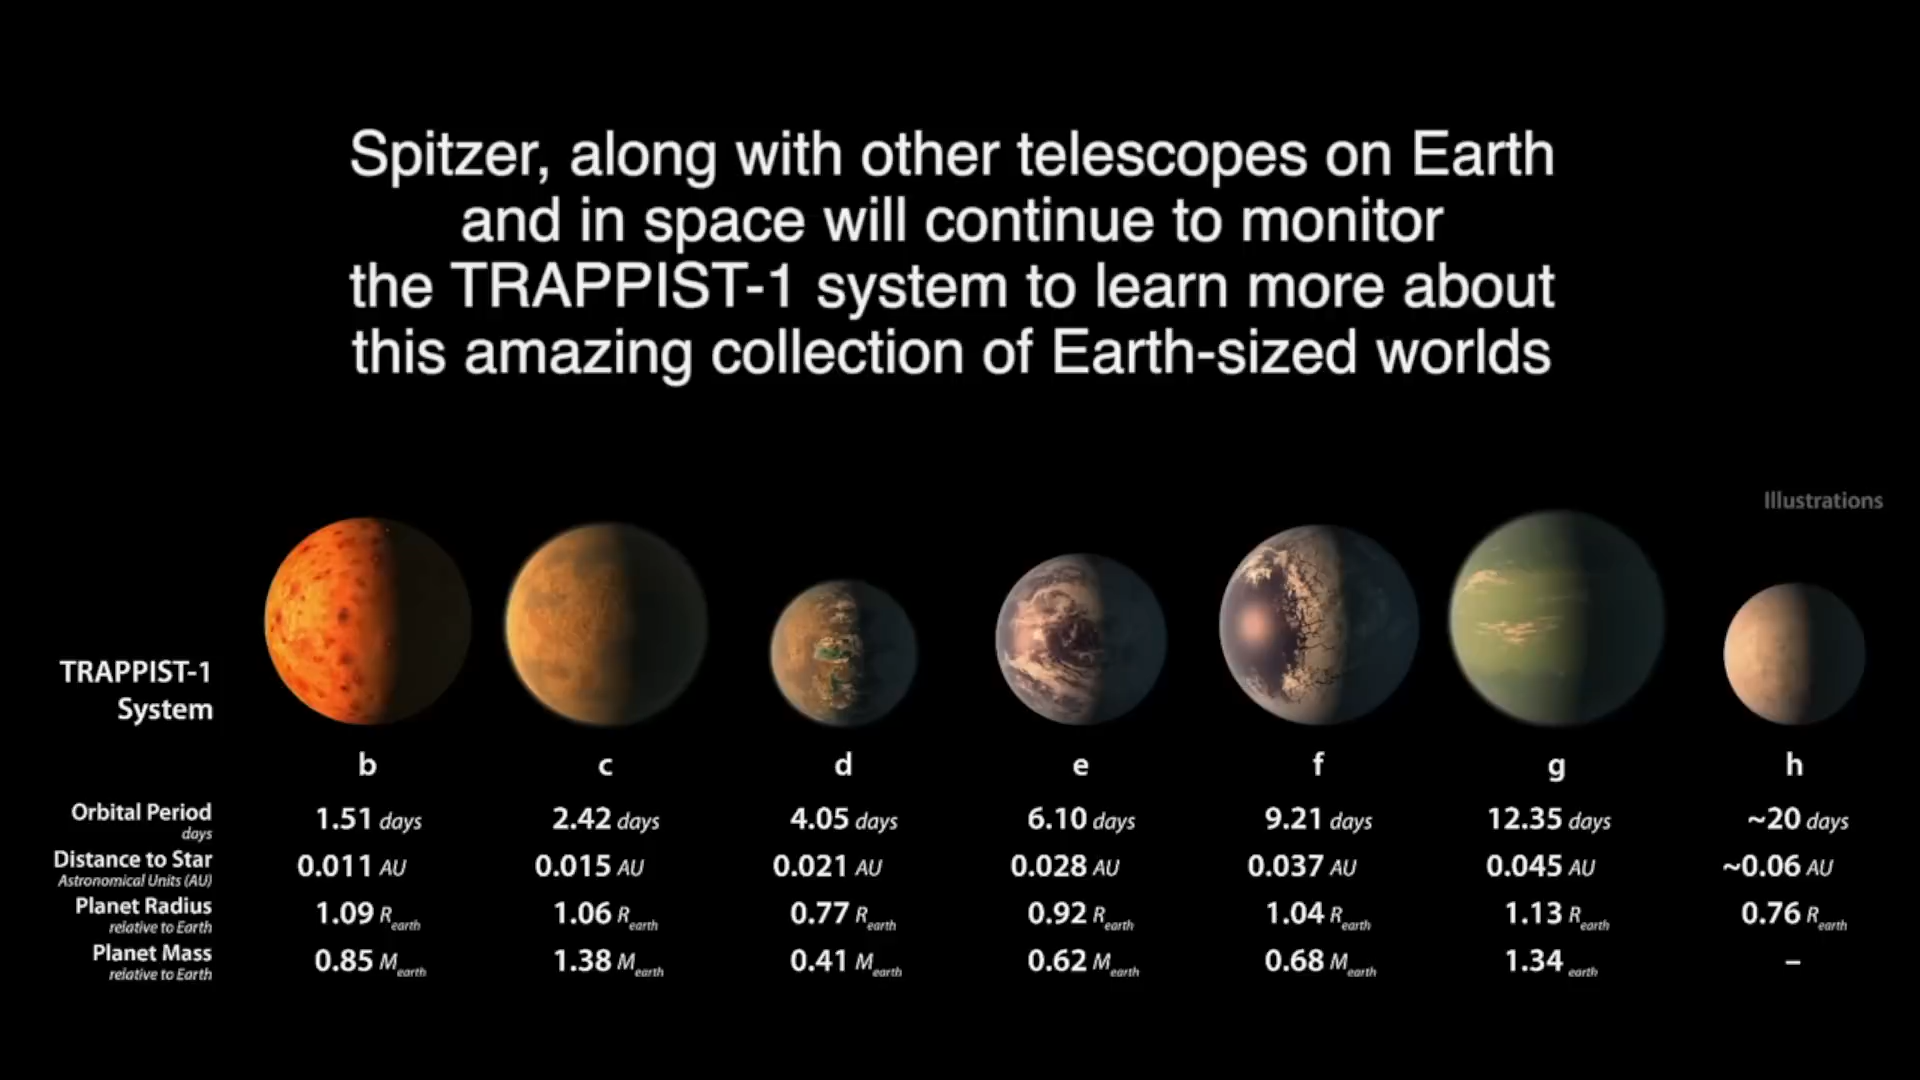 Spitzer, along with other telescopes on Earth
and in space will continue to monitor
the TRAPPIST-1 system to learn more about
this amazing collection of Earth-sized worlds
Illustrations
TRAPPIST-1
System
b c d e f g h
Orbital Period 1.51 days 2.42 days 4.05 days 6.10 days 9.21 days 12.35 days ~20 days
days
Distance to Star 0.011 AU 0.015 AU 0.021 AU 0.028 AU 0.037 AU 0.045 AU ~0.06 AU
Astronomical Units (AU)
Planet Radius 1.09 Rearth 1.06 Rearth 0.77 Rearth 0.92 Rearth 1.04 Rearth 1.13 Rearth 0.76 Rearth
relative to Earth
Planet Mass 0.85 Mearth 1.38 Mearth 0.41 Mearth 0.62 Mearth 0.68 Mearth 1.34 earth –
relative to Earth